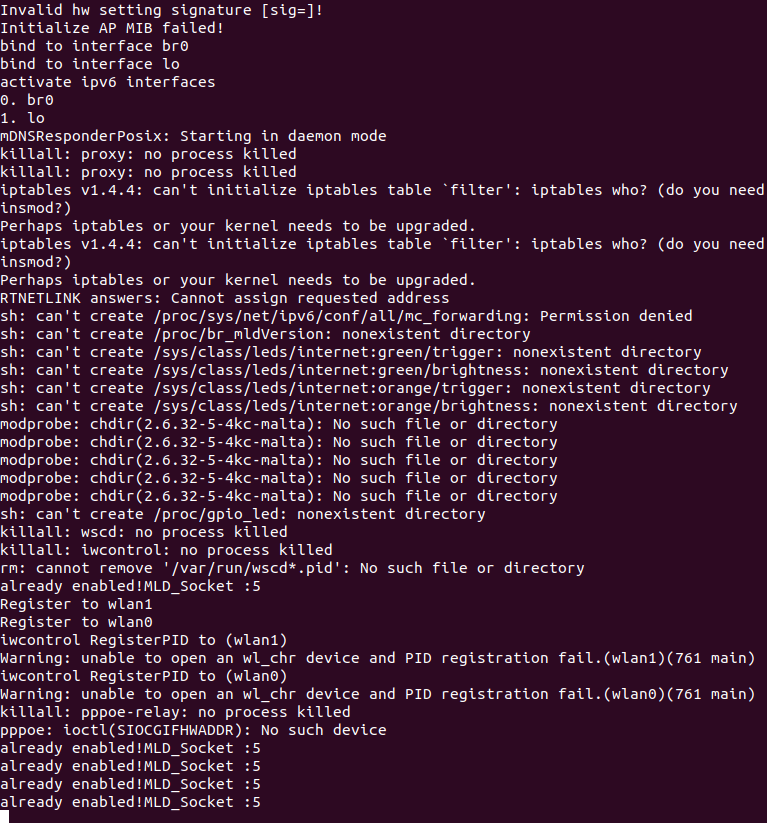 Invalid hw setting signature [sig=]!
Initialize AP MIB failed!
bind to interface br0
bind to interface lo
activate ipv6 interfaces
0. br0
1. lo
mDNSResponderPosix: Starting in daemon mode
killall: proxy: no process killed
killall: proxy: no process killed
iptables v1.4.4: can't initialize iptables table `filter': iptables who? (do you need
insmod?)
Perhaps iptables or your kernel needs to be upgraded.
iptables v1.4.4: can't initialize iptables table `filter': iptables who? (do you need
insmod?)
Perhaps iptables or your kernel needs to be upgraded.
RTNETLINK answers: Cannot assign requested address
sh: can't create /proc/sys/net/ipv6/conf/all/mc_forwarding: Permission denied
sh: can't create /proc/br_mldVersion: nonexistent directory
sh: can't create /sys/class/leds/internet:green/trigger: nonexistent directory
sh: can't create /sys/class/leds/internet:green/brightness: nonexistent directory
sh: can't create /sys/class/leds/internet:orange/trigger: nonexistent directory
sh: can't create /sys/class/leds/internet:orange/brightness: nonexistent directory
modprobe: chdir(2.6.32-5-4kc-malta): No such file or directory
modprobe: chdir(2.6.32-5-4kc-malta): No such file or directory
modprobe: chdir(2.6.32-5-4kc-malta): No such file or directory
modprobe: chdir(2.6.32-5-4kc-malta): No such file or directory
modprobe: chdir(2.6.32-5-4kc-malta): No such file or directory
sh: can't create /proc/gpio_led: nonexistent directory
killall: wscd: no process killed
killall: iwcontrol: no process killed
rm: cannot remove '/var/run/wscd*.pid': No such file or directory
already enabled!MLD_Socket :5
Register to wlan1
Register to wlan0
iwcontrol RegisterPID to (wlan1)
Warning: unable to open an wl_chr device and PID registration fail.(wlan1)(761 main)
iwcontrol RegisterPID to (wlan0)
Warning: unable to open an wl_chr device and PID registration fail.(wlan0)(761 main)
killall: pppoe-relay: no process killed
pppoe: ioctl(SIOCGIFHWADDR): No such device
already enabled!MLD_Socket :5
already enabled!MLD_Socket :5
already enabled!MLD_Socket :5
already enabled!MLD_Socket :5